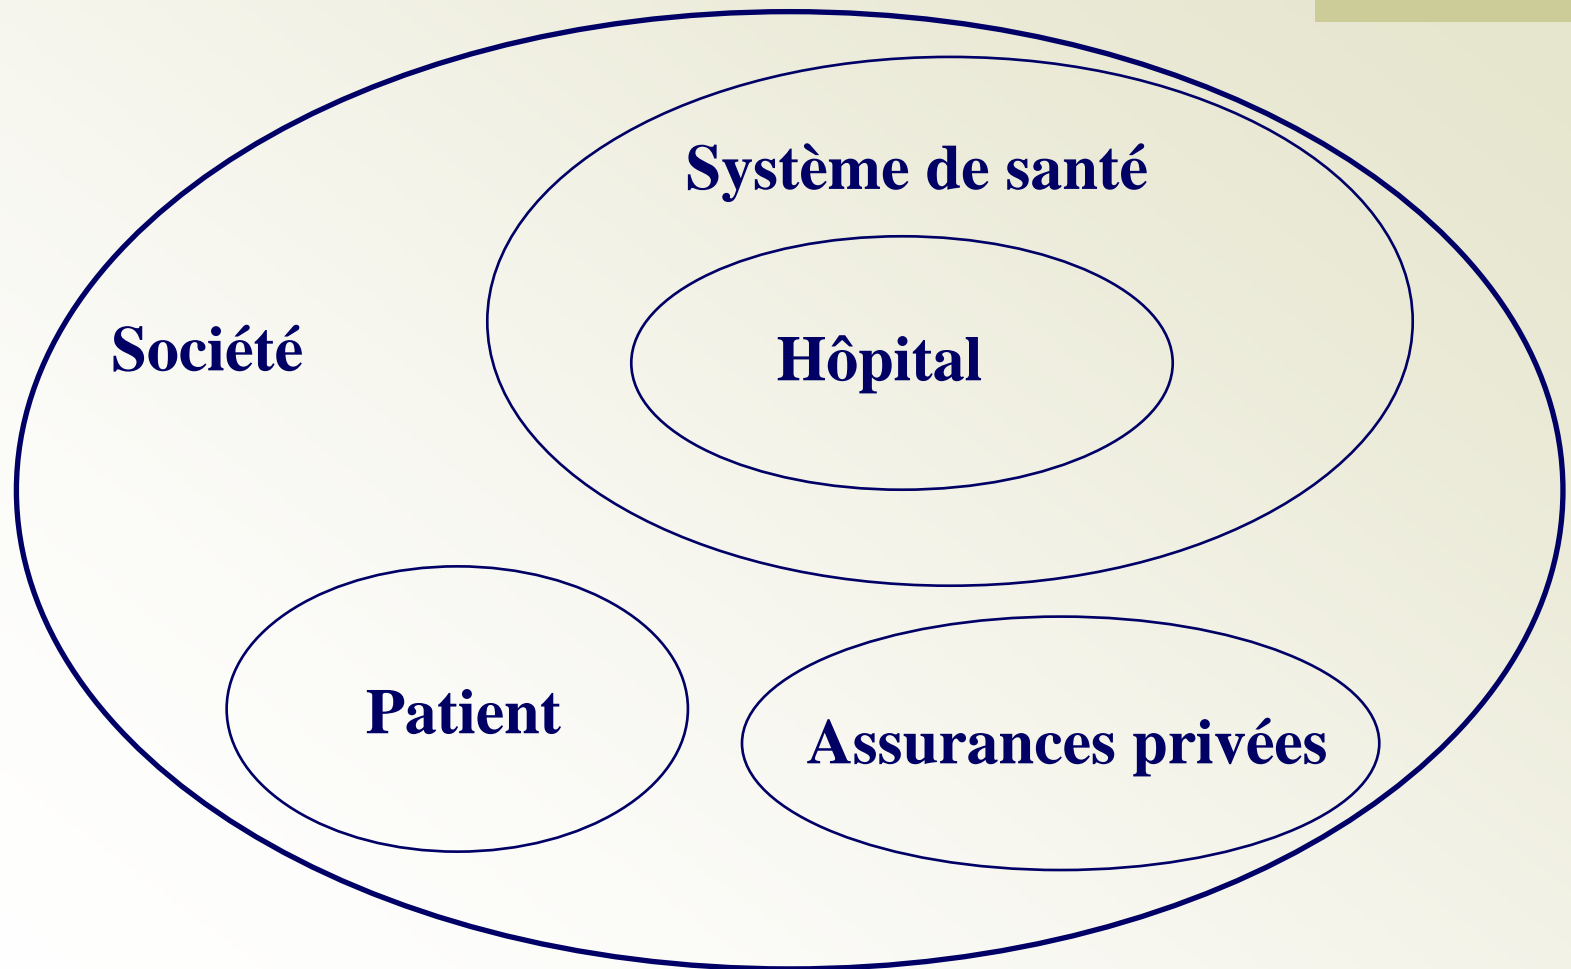 Système de santé
Société
Hôpital
Patient
Assurances privées